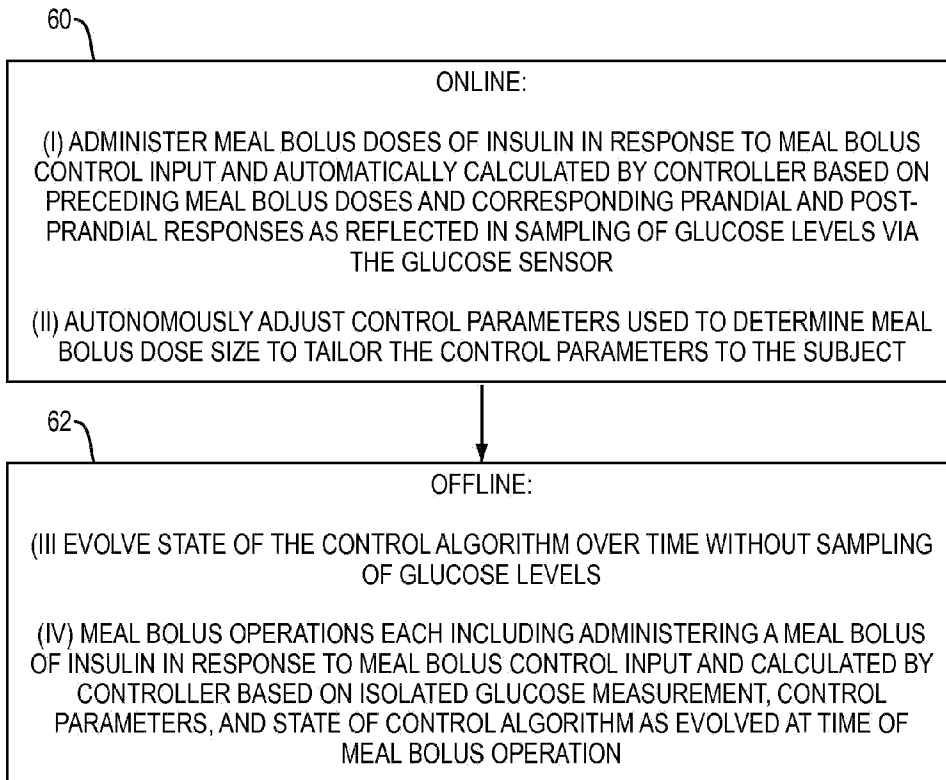 60
ONLINE:
(I) ADMINISTER MEAL BOLUS DOSES OF INSULIN IN RESPONSE TO MEAL BOLUS
CONTROL INPUT AND AUTOMATICALLY CALCULATED BY CONTROLLER BASED ON
PRECEDING MEAL BOLUS DOSES AND CORRESPONDING PRANDIAL AND POST-
PRANDIAL RESPONSES AS REFLECTED IN SAMPLING OF GLUCOSE LEVELS VIA
THE GLUCOSE SENSOR
(II) AUTONOMOUSLY ADJUST CONTROL PARAMETERS USED TO DETERMINE MEAL
BOLUS DOSE SIZE TO TAILOR THE CONTROL PARAMETERS TO THE SUBJECT
62
OFFLINE:
(III EVOLVE STATE OF THE CONTROL ALGORITHM OVER TIME WITHOUT SAMPLING
OF GLUCOSE LEVELS
(IV) MEAL BOLUS OPERATIONS EACH INCLUDING ADMINISTERING A MEAL BOLUS
OF INSULIN IN RESPONSE TO MEAL BOLUS CONTROL INPUT AND CALCULATED BY
CONTROLLER BASED ON ISOLATED GLUCOSE MEASUREMENT, CONTROL
PARAMETERS, AND STATE OF CONTROL ALGORITHM AS EVOLVED AT TIME OF
MEAL BOLUS OPERATION